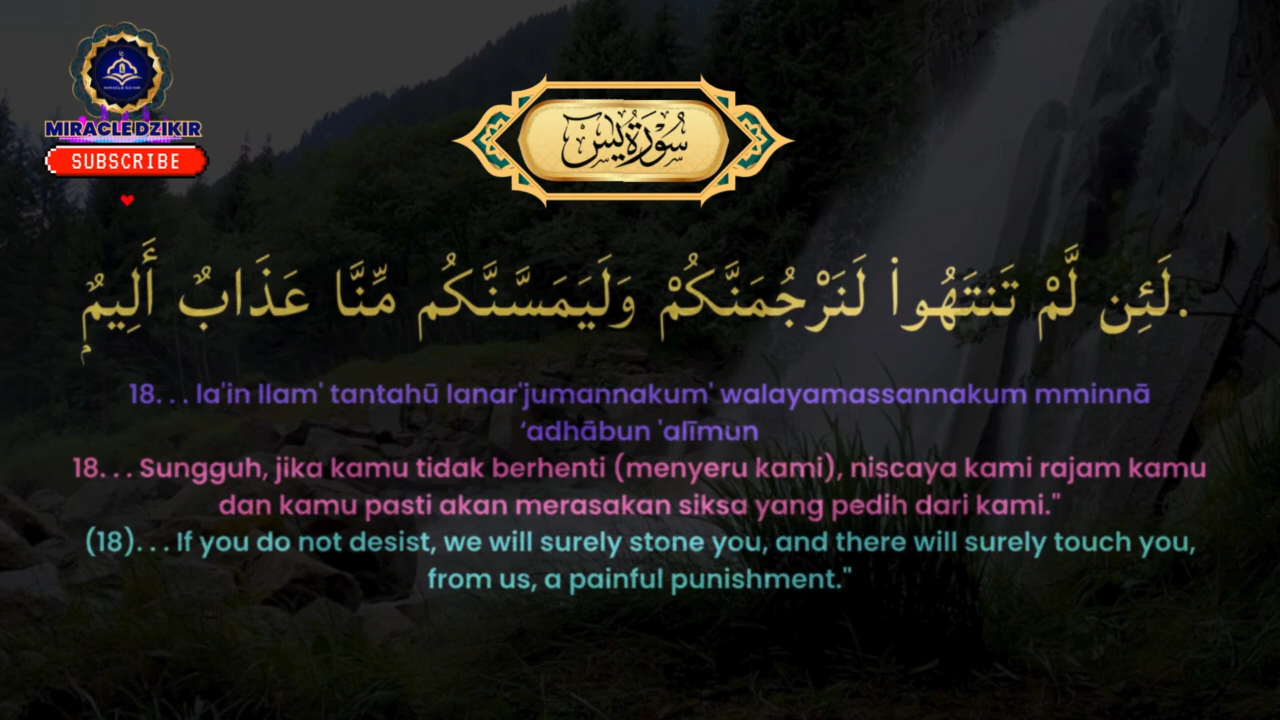 MIRACLE DZIKIR
SUBSCRIBE
سُوْرَةُ يٰسٓ
لَئِن لَّمْ تَنتَهُوا۟ لَنَرْجُمَنَّكُمْ وَلَيَمَسَّنَّكُم مِّنَّا عَذَابٌ أَلِيمٌۭ.
18. . . la'in llam' tantahū lanar'jumannakum' walayamassannakum mminnā
‘adhābun 'alīmun
18. . . Sungguh, jika kamu tidak berhenti (menyeru kami), niscaya kami rajam kamu
dan kamu pasti akan merasakan siksa yang pedih dari kami."
(18). . . If you do not desist, we will surely stone you, and there will surely touch you,
from us, a painful punishment."